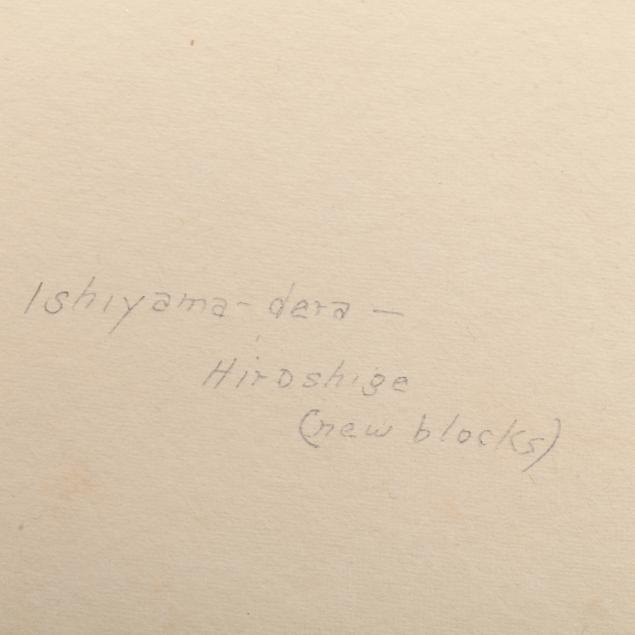 Ishiyama-dera —
Hiroshige
(new blocks)